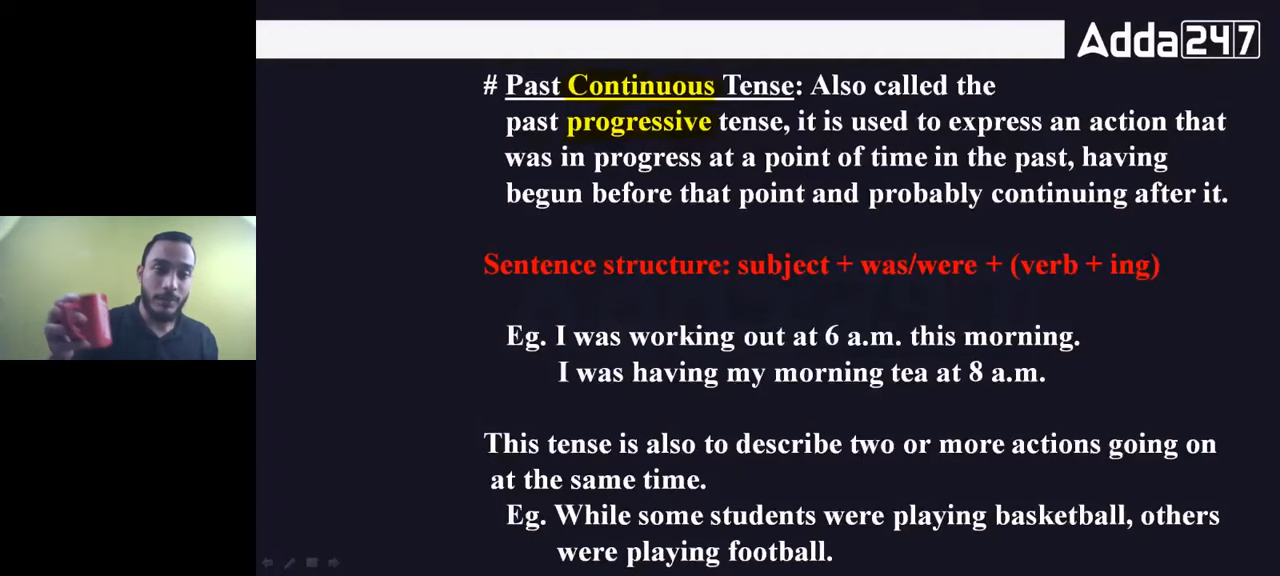 Adda247
# Past Continuous Tense: Also called the
past progressive tense, it is used to express an action that
was in progress at a point of time in the past, having
begun before that point and probably continuing after it.
Sentence structure: subject + was/were + (verb + ing)
Eg. I was working out at 6 a.m. this morning.
I was having my morning tea at 8 a.m.
This tense is also to describe two or more actions going on
at the same time.
Eg. While some students were playing basketball, others
were playing football.